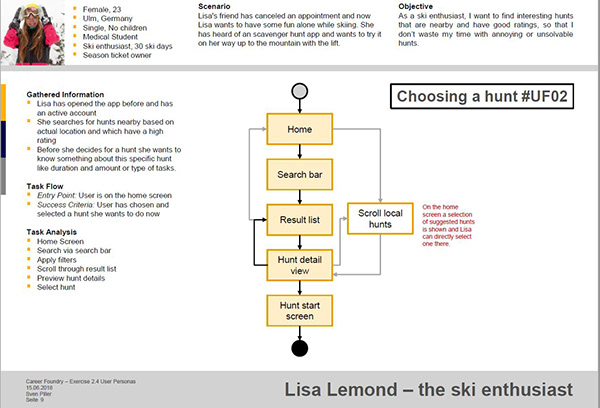 Female, 23
Ulm, Germany
Single, No children
Medical Student
Ski enthusiast, 30 ski days
Season ticket owner
Scenario
Lisa's friend has canceled an appointment and now
Lisa wants to have some fun alone while skiing. She
has heard of an scavenger hunt app and wants to try it
on her way up to the mountain with the lift.
Objective
As a ski enthusiast, I want to find interesting hunts
that are nearby and have good ratings, so that I
don't waste my time with annoying or unsolvable
hunts.
Gathered Information
Lisa has opened the app before and has
an active account
She searches for hunts nearby based on
actual location and which have a high
rating
Before she decides for a hunt she wants to
know something about this specific hunt
like duration and amount or type of tasks.
Task Flow
Entry Point: User is on the home screen
Success Criteria: User has chosen and
selected a hunt she wants to do now
Task Analysis
Home Screen
Search via search bar
Apply filters
Scroll through result list
Preview hunt details
Select hunt
Choosing a hunt #UF02
Home
Search bar
Result list
Hunt detail
view
Hunt start
screen
Scroll local
hunts
On the home
screen a selection
of suggested hunts
is shown and Lisa
can directly select
one there.
Career Foundry – Exercise 2.4 User Personas
15.06.2018
Sven Piller
Seite 9
Lisa Lemond – the ski enthusiast